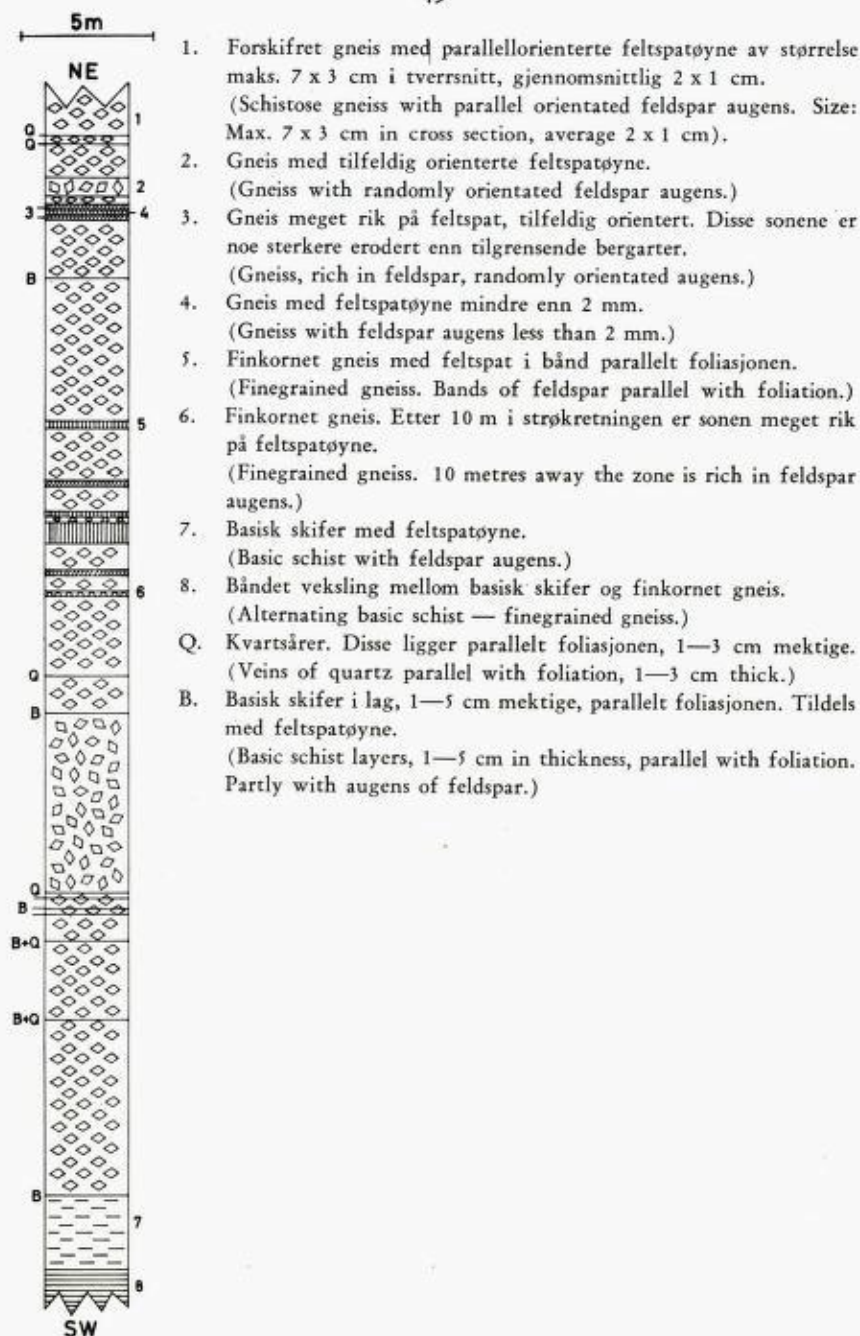 5m
NE
1
Q
Q
2
3
4
B
5
6
Q
B
Q
B
B+Q
B+Q
B
7
8
SW
1. Forskifret gneis med parallellorienterte feltspatøyne av størrelse
maks. 7 x 3 cm i tverrsnitt, gjennomsnittlig 2 x 1 cm.
(Schistose gneiss with parallel orientated feldspar augens. Size:
Max. 7 x 3 cm in cross section, average 2 x 1 cm).
2. Gneis med tilfeldig orienterte feltspatøyne.
(Gneiss with randomly orientated feldspar augens.)
3. Gneis meget rik på feltspat, tilfeldig orientert. Disse sonene er
noe sterkere erodert enn tilgrensende bergarter.
(Gneiss, rich in feldspar, randomly orientated augens.)
4. Gneis med feltspatøyne mindre enn 2 mm.
(Gneiss with feldspar augens less than 2 mm.)
5. Finkornet gneis med feltspat i bånd parallelt foliasjonen.
(Finegrained gneiss. Bands of feldspar parallel with foliation.)
6. Finkornet gneis. Etter 10 m i strøkretningen er sonen meget rik
på feltspatøyne.
(Finegrained gneiss. 10 metres away the zone is rich in feldspar
augens.)
7. Basisk skifer med feltspatøyne.
(Basic schist with feldspar augens.)
8. Båndet veksling mellom basisk skifer og finkornet gneis.
(Alternating basic schist — finegrained gneiss.)
Q. Kvartsårer. Disse ligger parallelt foliasjonen, 1—3 cm mektige.
(Veins of quartz parallel with foliation, 1—3 cm thick.)
B. Basisk skifer i lag, 1—5 cm mektige, parallelt foliasjonen. Tildels
med feltspatøyne.
(Basic schist layers, 1—5 cm in thickness, parallel with foliation.
Partly with augens of feldspar.)